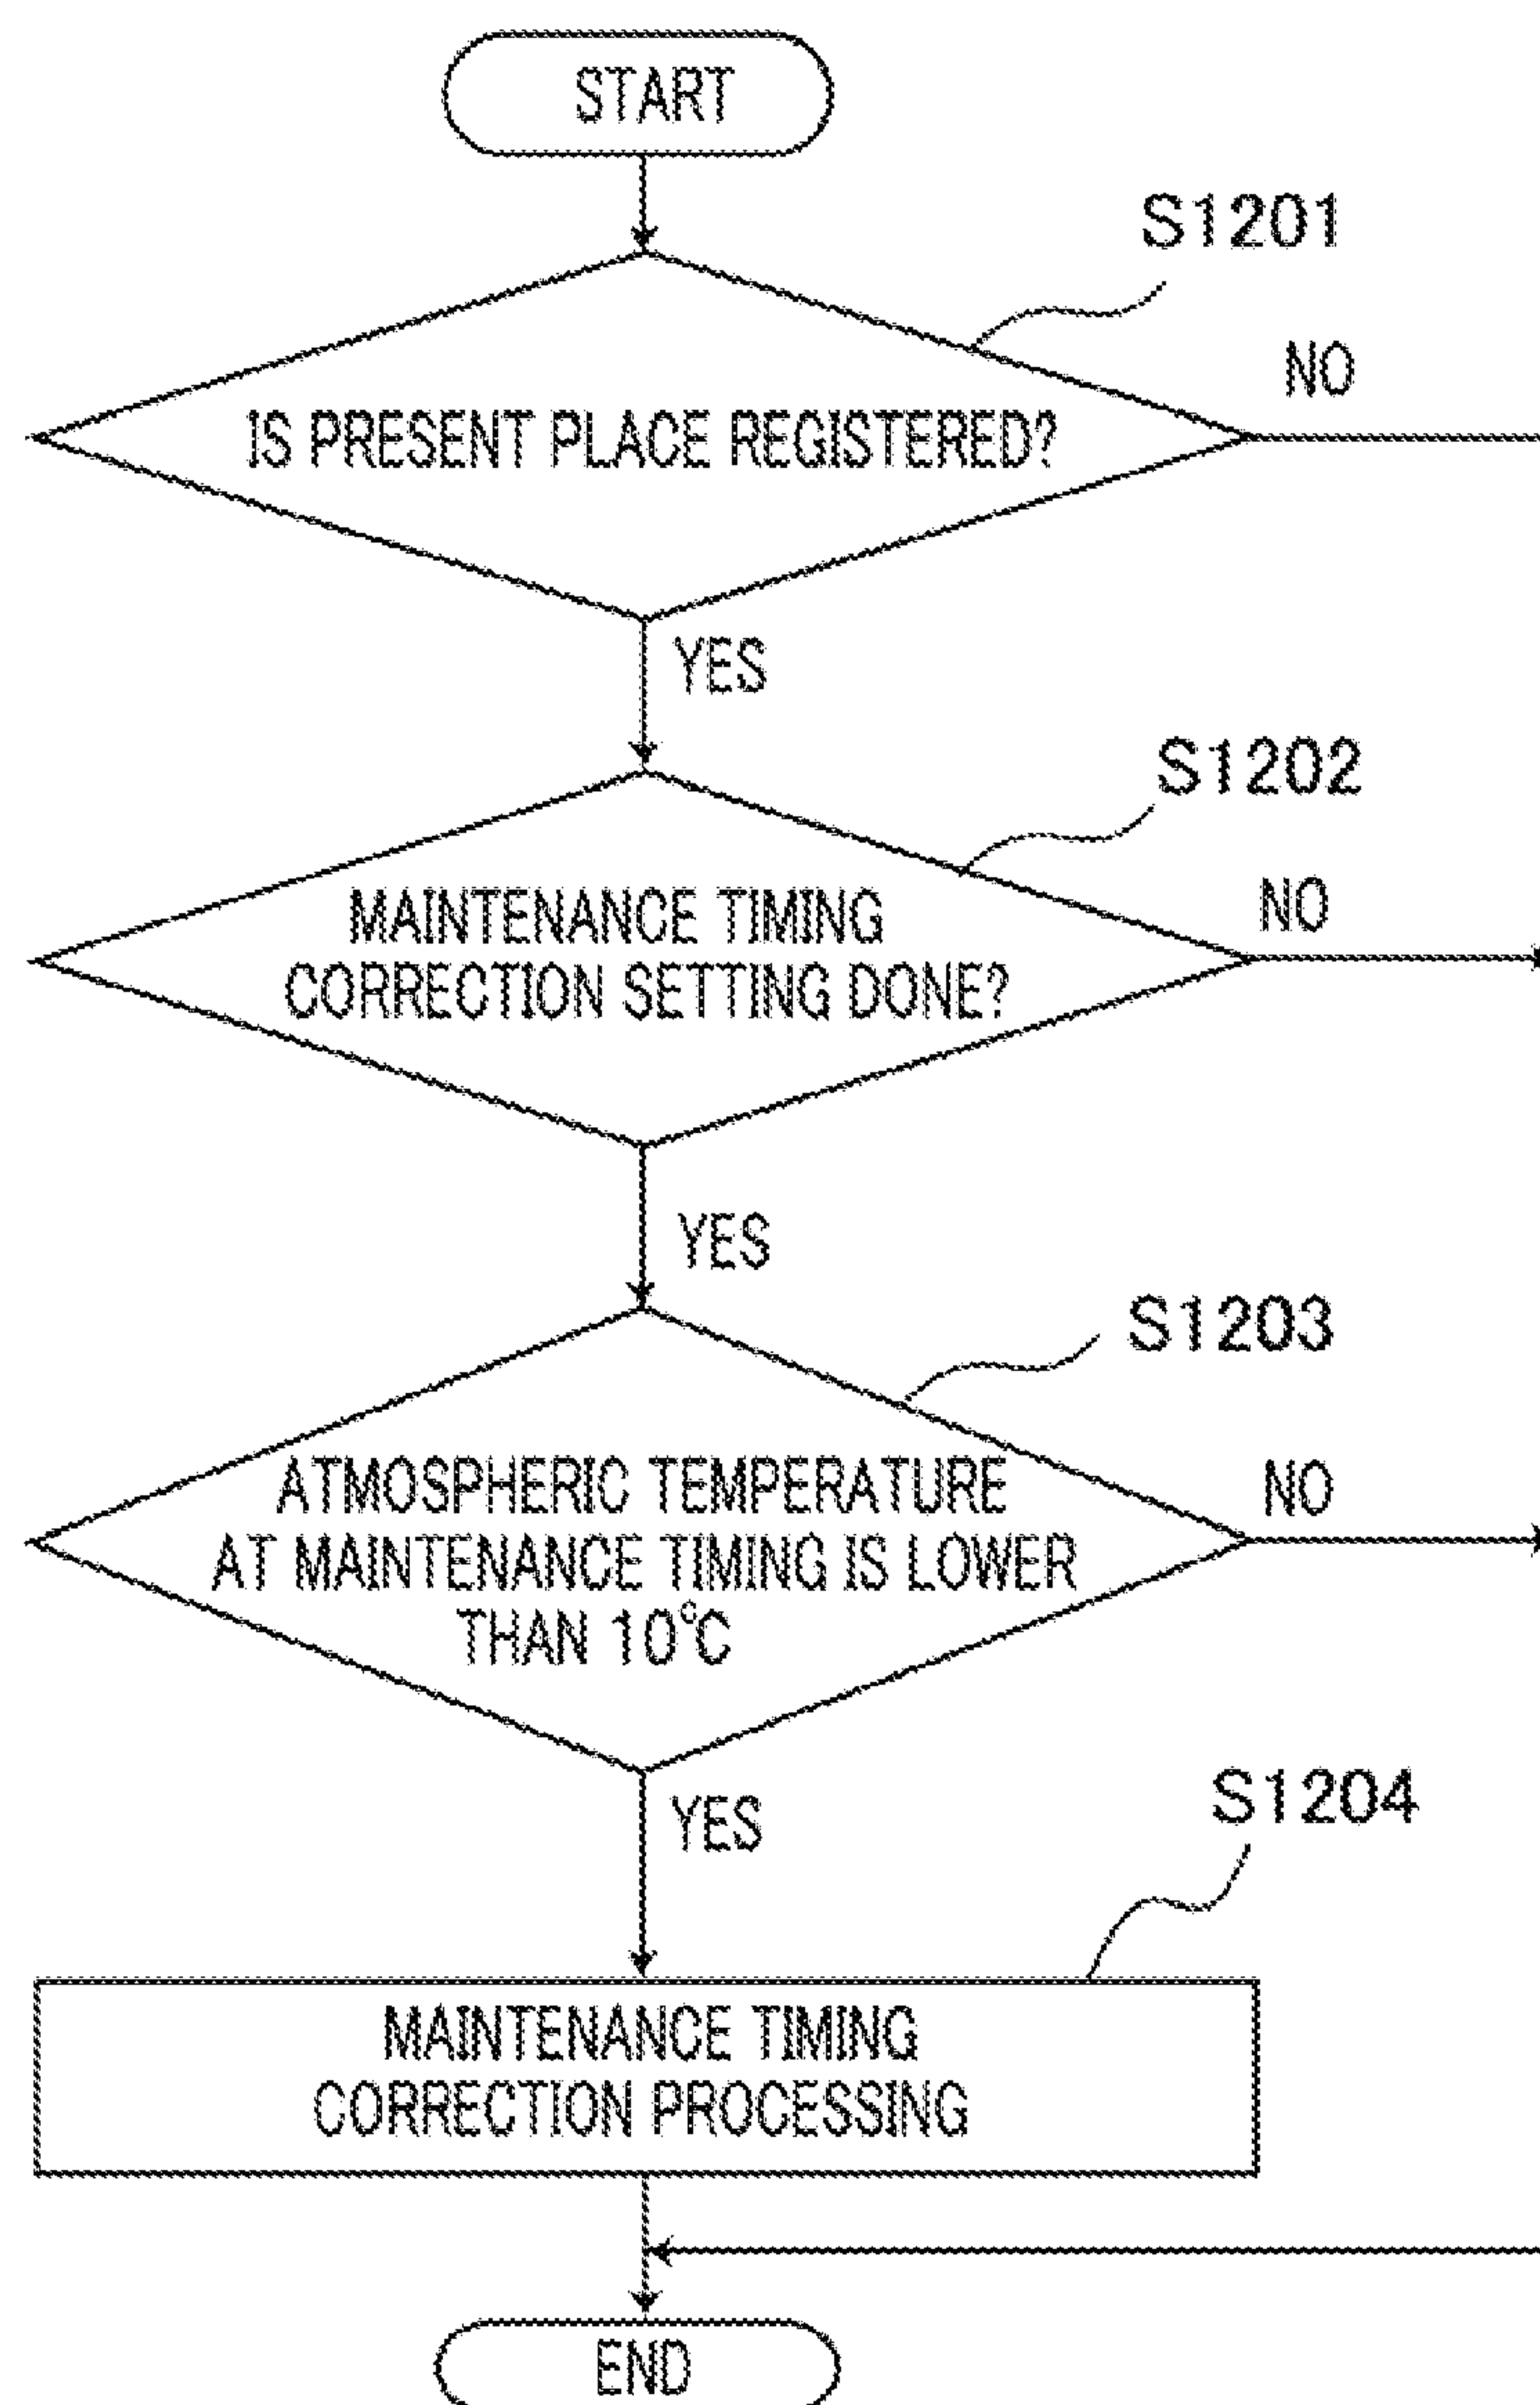 START
S1201
NO
IS PRESENT PLACE REGISTERED?
YES
S1202
NO
MAINTENANCE TIMING
CORRECTION SETTING DONE?
YES
S1203
NO
ATMOSPHERIC TEMPERATURE
AT MAINTENANCE TIMING IS LOWER
THAN 10°C
YES
S1204
MAINTENANCE TIMING
CORRECTION PROCESSING
END